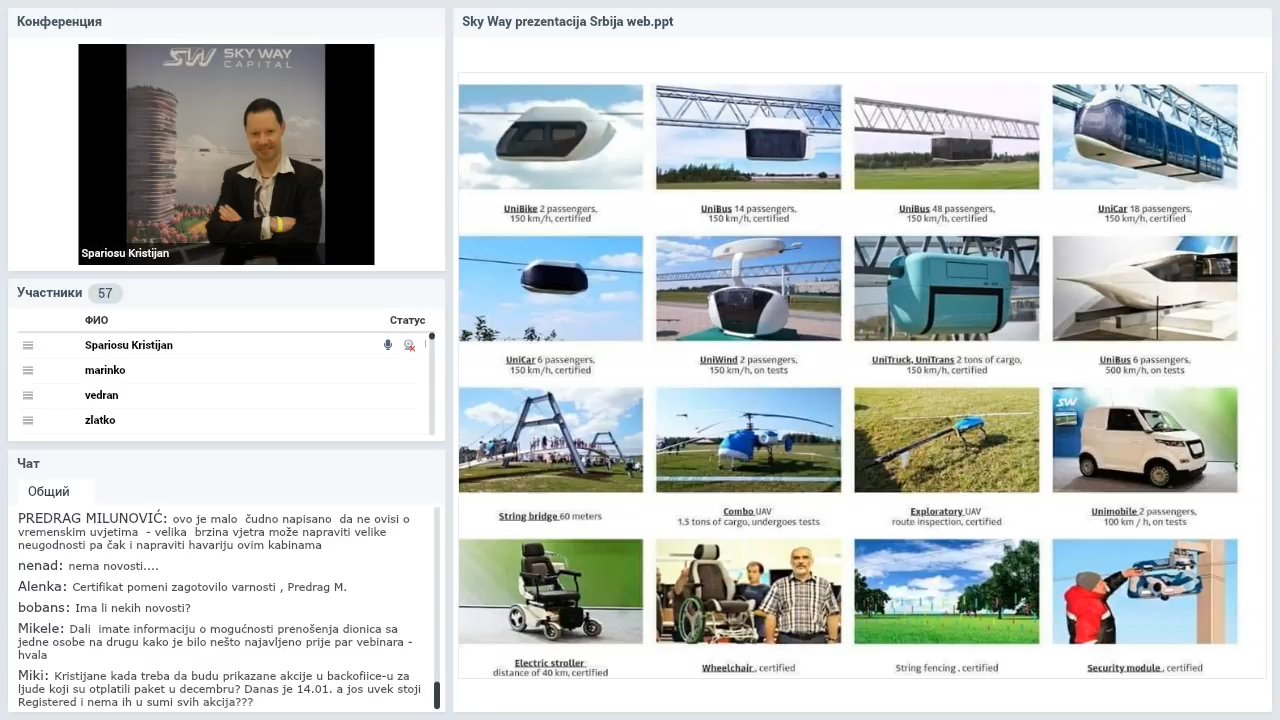 Конференция
SW SKY WAY
CAPITAL
Spariosu Kristijan
Участники 57
ФИО Статус
Spariosu Kristijan
marinko
vedran
zlatko
Чат
Общий
PREDRAG MILUNOVIĆ: ovo je malo čudno napisano da ne ovisi o
vremenskim uvjetima - velika brzina vjetra može napraviti velike
neugodnosti pa čak i napraviti havariju ovim kabinama
nenad: nema novosti....
Alenka: Certifikat pomeni zagotovilo varnosti , Predrag M.
bobans: Ima li nekih novosti?
Mikele: Dali imate informaciju o mogućnosti prenošenja dionica sa
jedne osobe na drugu kako je bilo nešto najavljeno prije par vebinara -
hvala
Miki: Kristijane kada treba da budu prikazane akcije u backofiice-u za
ljude koji su otplatili paket u decembru? Danas je 14.01. a jos uvek stoji
Registered i nema ih u sumi svih akcija???
Sky Way prezentacija Srbija web.ppt
UniBike 2 passengers,
150 km/h, certified
UniBus 14 passengers,
150 km/h, certified
UniBus 48 passengers,
150 km/h, certified
UniCar 18 passengers,
150 km/h, certified
UniCar 6 passengers,
150 km/h, certified
UniWind 2 passengers,
150 km/h, on tests
UniTruck, UniTrans 2 tons of cargo,
150 km/h, certified
UniBus 6 passengers,
500 km/h, on tests
String bridge 60 meters
Combo UAV
1.5 tons of cargo, undergoes tests
Exploratory UAV
route inspection, certified
SW
Unimobile 2 passengers,
100 km / h, on tests
Electric stroller
distance of 40 km, certified
Wheelchair , certified
String fencing , certified
Security module , certified